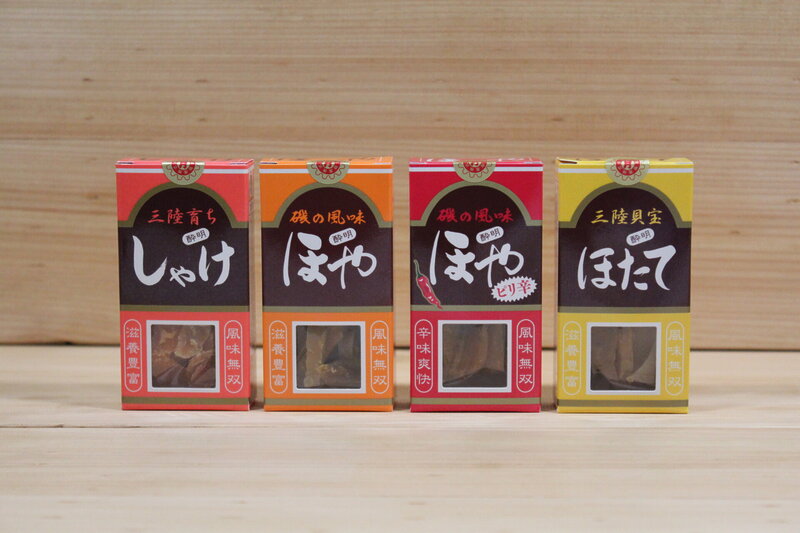 三陸育ち
酔明
しゃけ
滋養豊富
風味無双
磯の風味
酔明
ほや
滋養豊富
風味無双
磯の風味
酔明
ほや
ピリ辛
辛味爽快
風味無双
三陸貝宝
酔明
ほたて
滋養豊富
風味無双